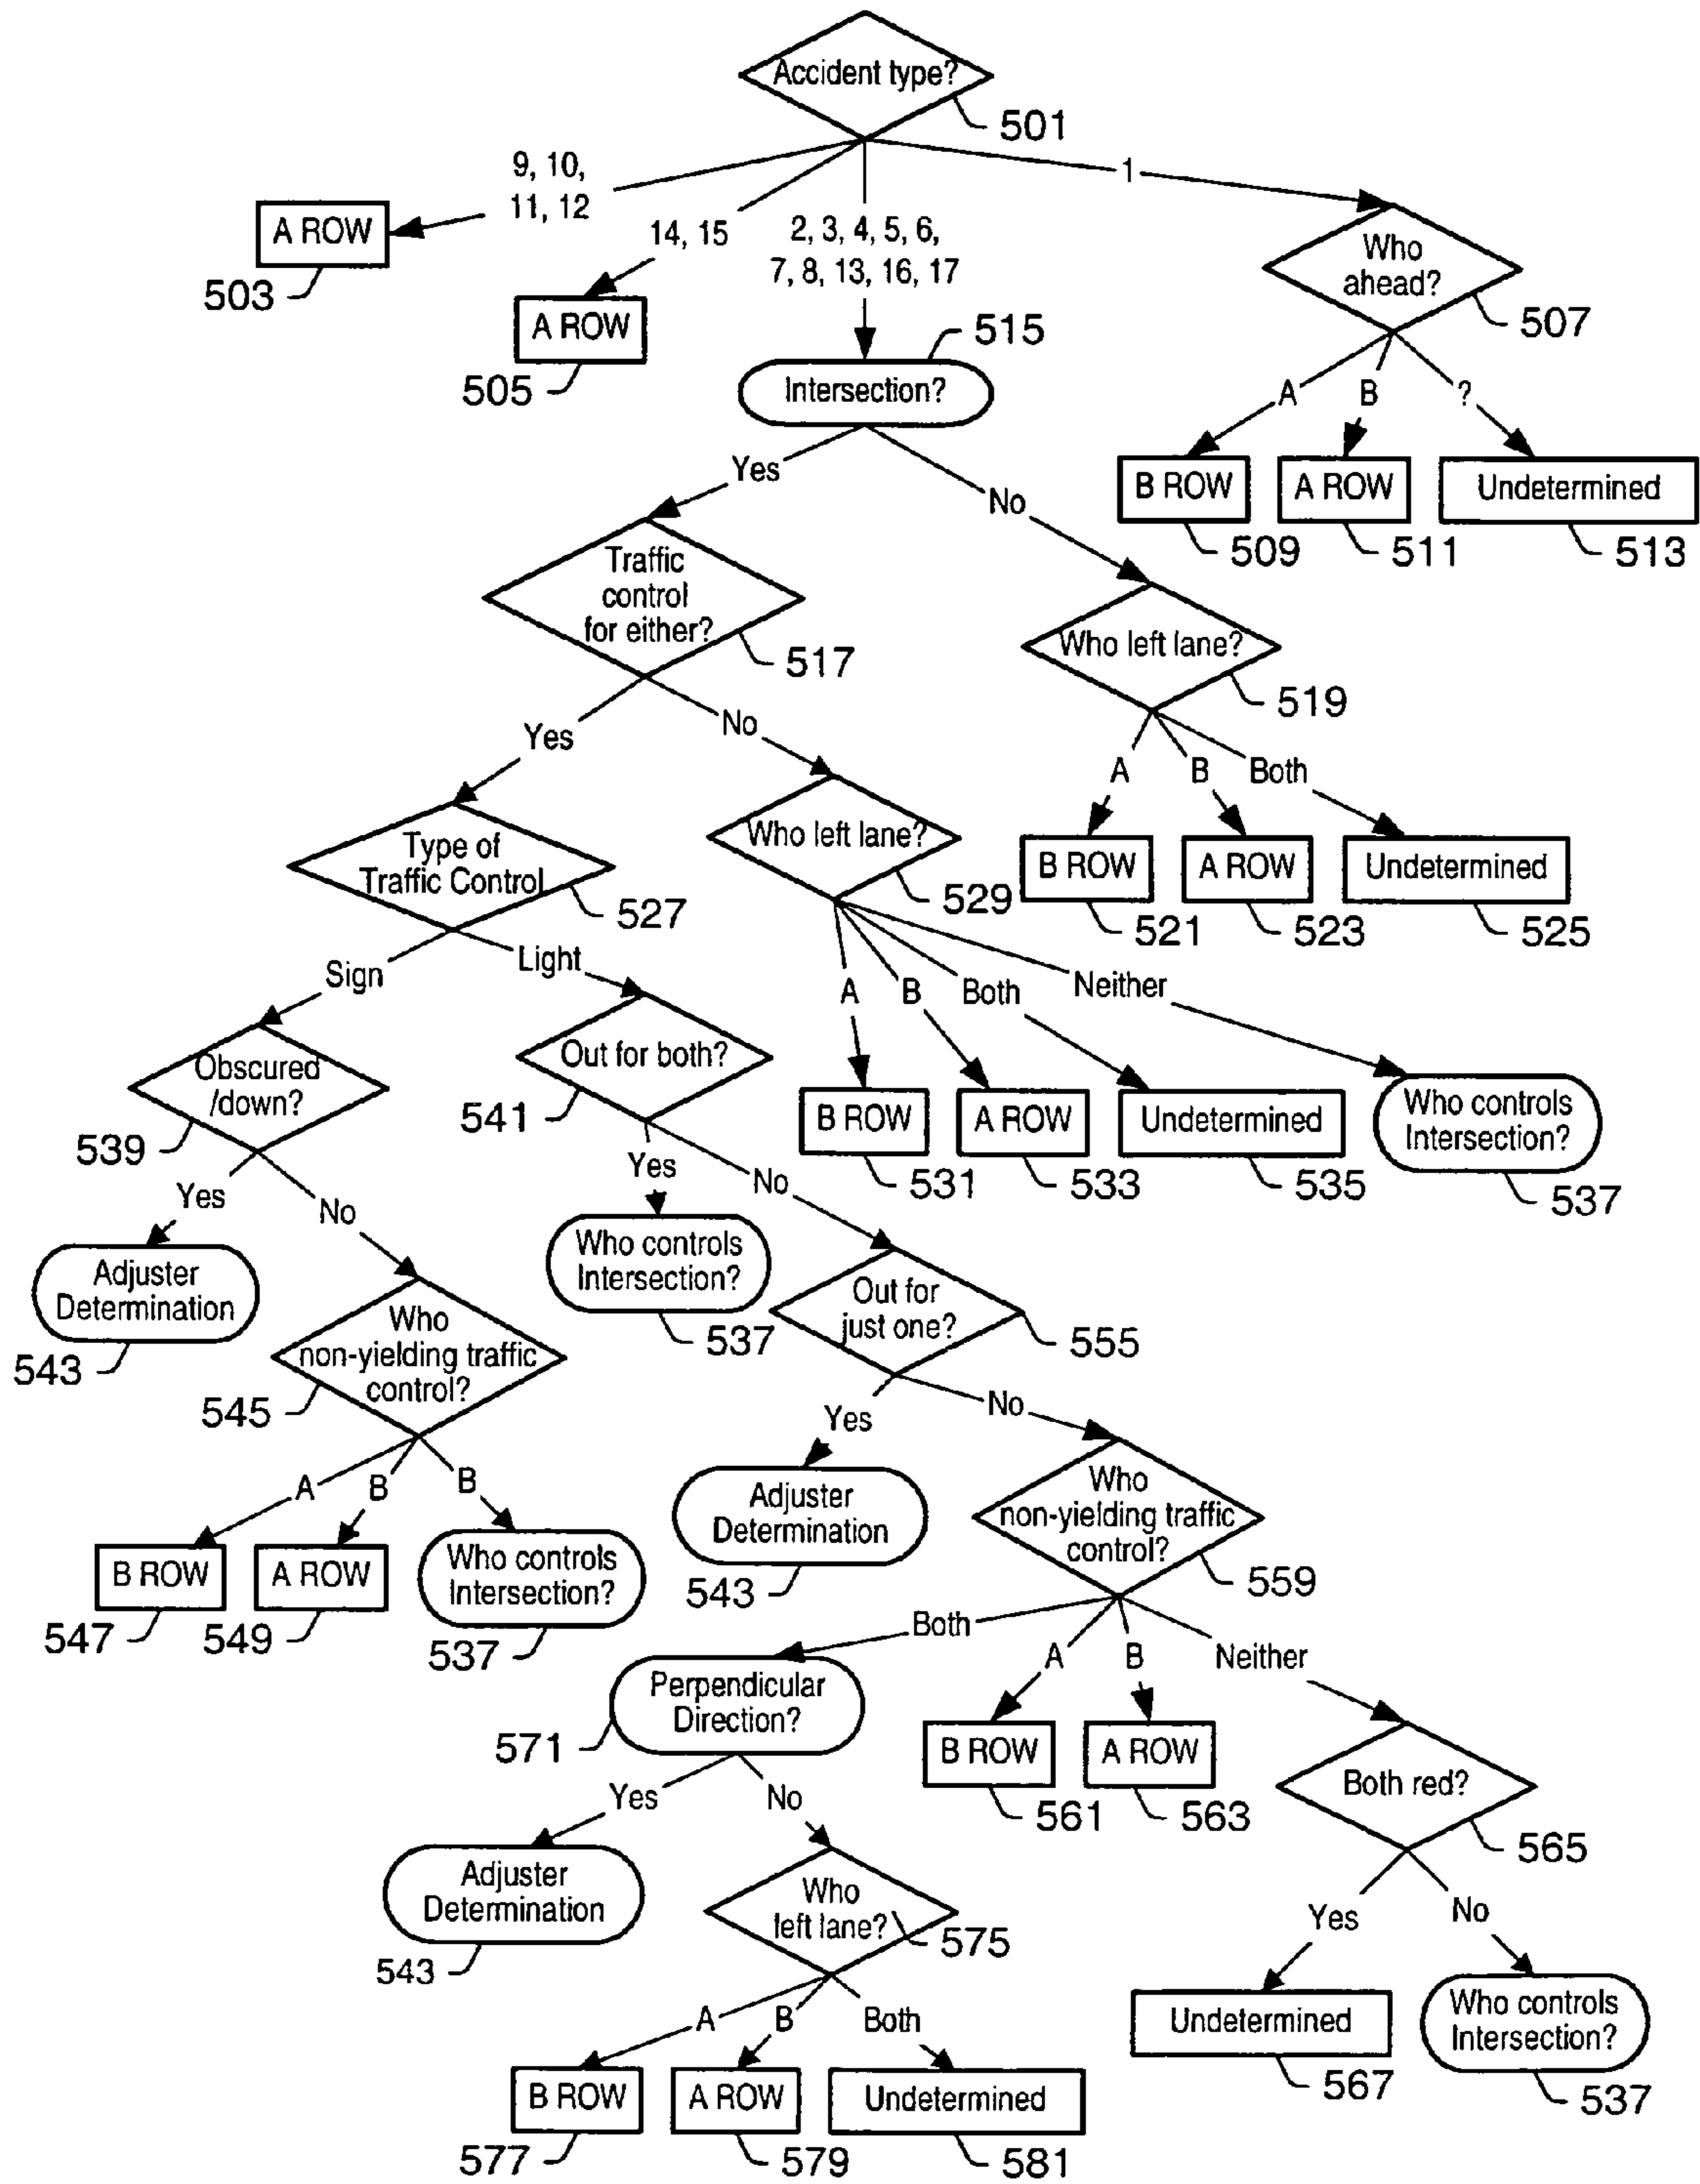 Accident type?
501
9, 10,
11, 12
14, 15
2, 3, 4, 5, 6,
7, 8, 13, 16, 17
1
A ROW
503
A ROW
505
Who
ahead?
507
515
Intersection?
A
B
?
B ROW
509
A ROW
511
Undetermined
513
Yes
No
Traffic
control
for either?
517
Who left lane?
519
Yes
No
A
B
Both
B ROW
521
A ROW
523
Undetermined
525
Type of
Traffic Control
527
Who left lane?
529
Sign
Light
A
B
Both
Neither
Obscured
/down?
539
Out for both?
541
B ROW
531
A ROW
533
Undetermined
535
Who controls
Intersection?
537
Yes
No
Yes
No
Adjuster
Determination
543
Who
non-yielding traffic
control?
545
Who controls
Intersection?
537
Out for
just one?
555
A
B
B
Yes
No
B ROW
547
A ROW
549
Who controls
Intersection?
537
Adjuster
Determination
543
Who
non-yielding traffic
control?
559
Both
A
B
Neither
Perpendicular
Direction?
571
B ROW
561
A ROW
563
Both red?
565
Yes
No
Adjuster
Determination
543
Who
left lane?
575
Yes
No
A
B
Both
B ROW
577
A ROW
579
Undetermined
581
Undetermined
567
Who controls
Intersection?
537